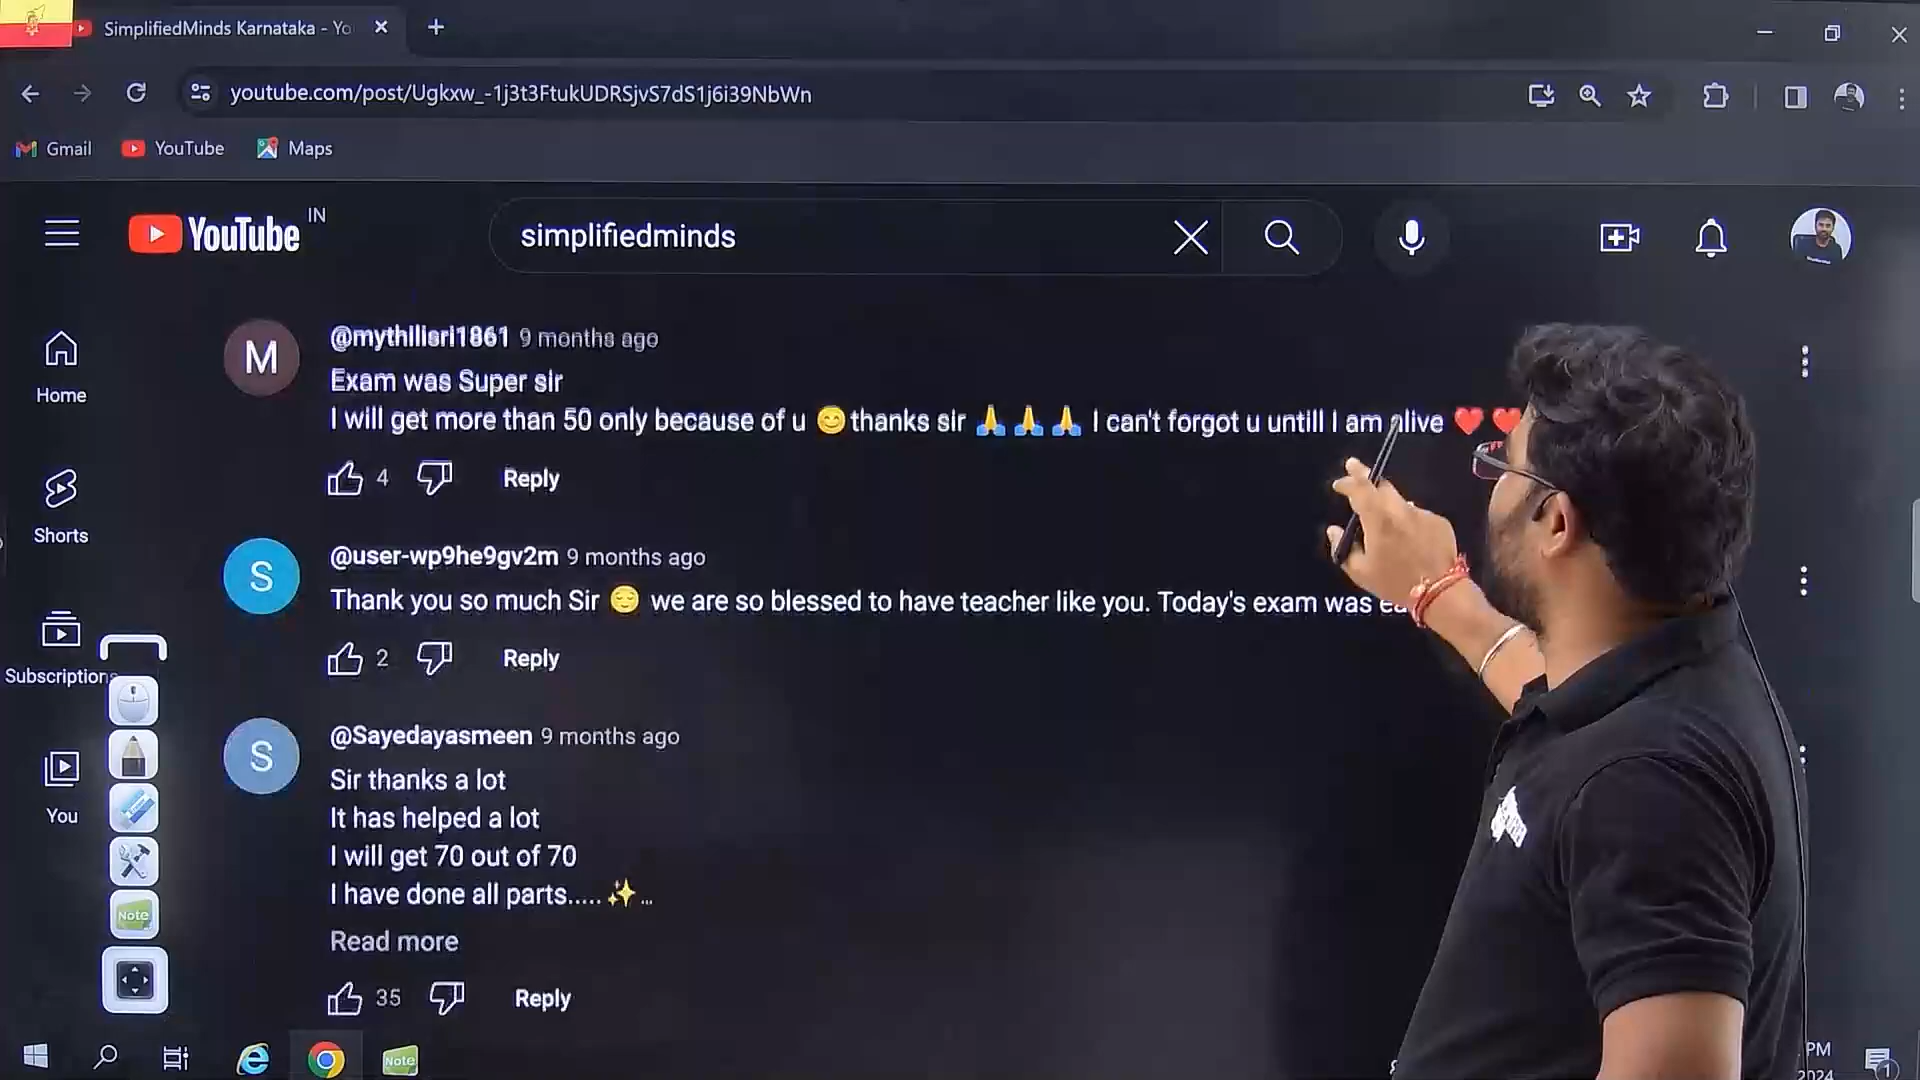 SimplifiedMinds Karnataka - Yo
youtube.com/post/Ugkxw_-1j3t3FtukUDRSjvS7dS1j6i39NbWn
Gmail YouTube Maps
YouTube IN
simplifiedminds
Home
Shorts
Subscription
You
M
@mythilisri1861 9 months ago
Exam was Super sir
I will get more than 50 only because of u 😊thanks sir 🙏🙏🙏 I can't forgot u untill I am alive ❤️❤️
4 Reply
S
@user-wp9he9gv2m 9 months ago
Thank you so much Sir 😌 we are so blessed to have teacher like you. Today's exam was
2 Reply
S
@Sayedayasmeen 9 months ago
Sir thanks a lot
It has helped a lot
I will get 70 out of 70
I have done all parts.....✨...
Read more
35 Reply
Note
Note
PM
2024
1